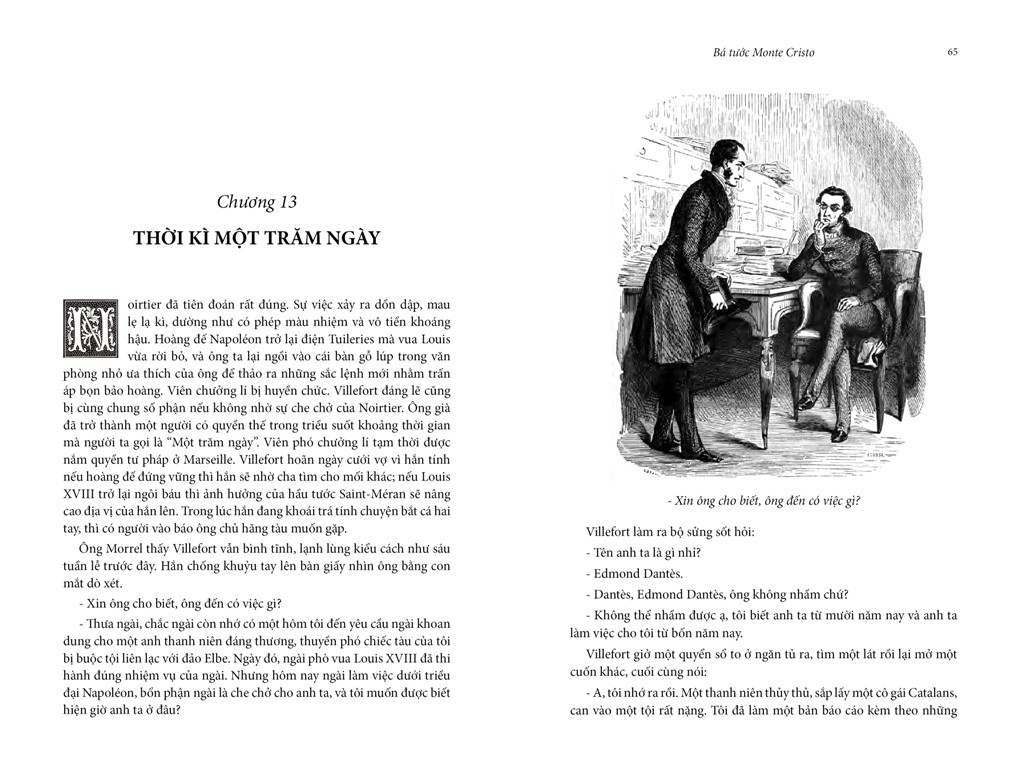 Chương 13
THỜI KÌ MỘT TRĂM NGÀY
Noirtier đã tiên đoán rất đúng. Sự việc xảy ra dồn dập, mau
lẹ lạ kì, dường như có phép màu nhiệm và vô tiền khoáng
hậu. Hoàng đế Napoléon trở lại điện Tuileries mà vua Louis
vừa rời bỏ, và ông ta lại ngồi vào cái bàn gỗ lúp trong văn
phòng nhỏ ưa thích của ông để thảo ra những sắc lệnh mới nhằm trấn
áp bọn bảo hoàng. Viên chưởng lí bị huyền chức. Villefort đáng lẽ cũng
bị cùng chung số phận nếu không nhờ sự che chở của Noirtier. Ông già
đã trở thành một người có quyền thế trong triều suốt khoảng thời gian
mà người ta gọi là “Một trăm ngày”. Viên phó chưởng lí tạm thời được
nắm quyền tư pháp ở Marseille. Villefort hoãn ngày cưới vợ vì hắn tính
nếu hoàng đế đứng vững thì hắn sẽ nhờ cha tìm cho mối khác; nếu Louis
XVIII trở lại ngôi báu thì ảnh hưởng của hầu tước Saint-Méran sẽ nâng
cao địa vị của hắn lên. Trong lúc hắn đang khoái trá tính chuyện bắt cá hai
tay, thì có người vào báo ông chủ hãng tàu muốn gặp.
Ông Morrel thấy Villefort vẫn bình tĩnh, lạnh lùng kiểu cách như sáu
tuần lễ trước đây. Hắn chống khuỷu tay lên bàn giấy nhìn ông bằng con
mắt dò xét.
- Xin ông cho biết, ông đến có việc gì?
- Thưa ngài, chắc ngài còn nhớ có một hôm tôi đến yêu cầu ngài khoan
dung cho một anh thanh niên đáng thương, thuyền phó chiếc tàu của tôi
bị buộc tội liên lạc với đảo Elbe. Ngày đó, ngài phò vua Louis XVIII đã thi
hành đúng nhiệm vụ của ngài. Nhưng hôm nay ngài làm việc dưới triều
đại Napoléon, bổn phận ngài là che chở cho anh ta, và tôi muốn được biết
hiện giờ anh ta ở đâu?
Bá tước Monte Cristo 65
- Xin ông cho biết, ông đến có việc gì?
Villefort làm ra bộ sửng sốt hỏi:
- Tên anh ta là gì nhỉ?
- Edmond Dantès.
- Dantès, Edmond Dantès, ông không nhầm chứ?
- Không thể nhầm được ạ, tôi biết anh ta từ mười năm nay và anh ta
làm việc cho tôi từ bốn năm nay.
Villefort giở một quyển sổ to ở ngăn tủ ra, tìm một lát rồi lại mở một
cuốn khác, cuối cùng nói:
- A, tôi nhớ ra rồi. Một thanh niên thủy thủ, sắp lấy một cô gái Catalans,
can vào một tội rất nặng. Tôi đã làm một bản báo cáo kèm theo những